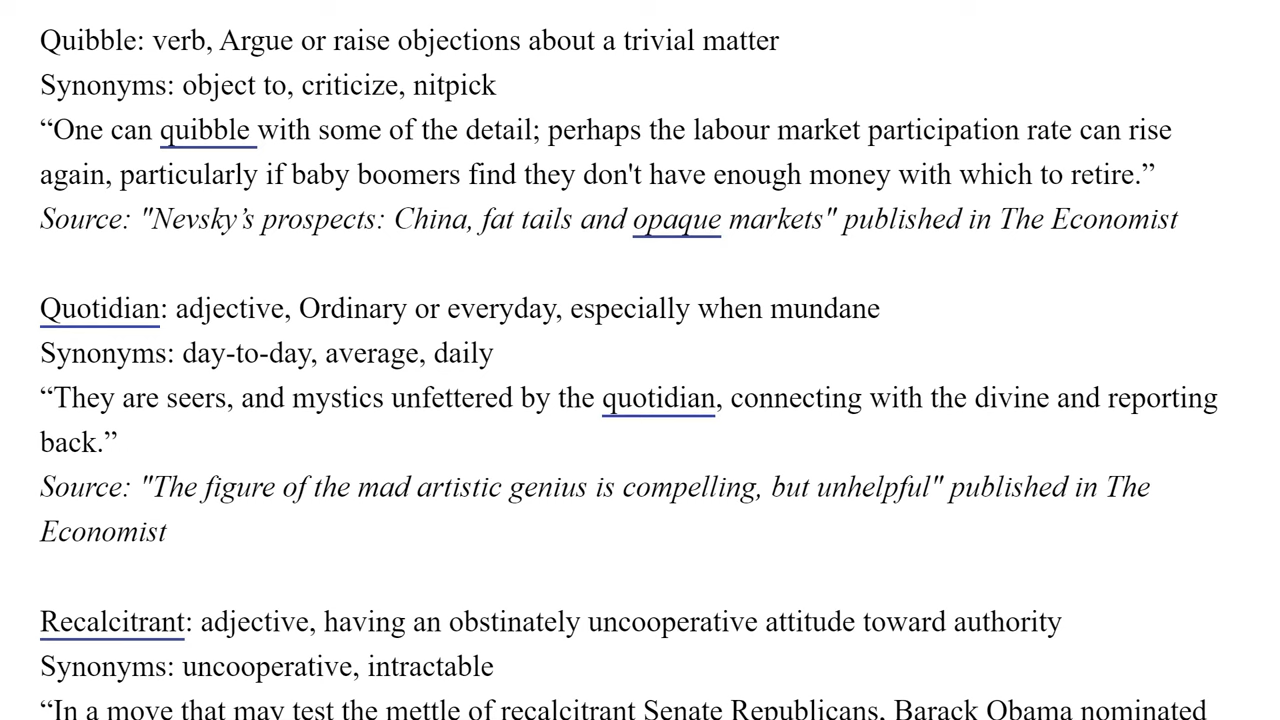 Quibble: verb, Argue or raise objections about a trivial matter
Synonyms: object to, criticize, nitpick
“One can quibble with some of the detail; perhaps the labour market participation rate can rise
again, particularly if baby boomers find they don't have enough money with which to retire.”
Source: "Nevsky’s prospects: China, fat tails and opaque markets" published in The Economist
Quotidian: adjective, Ordinary or everyday, especially when mundane
Synonyms: day-to-day, average, daily
“They are seers, and mystics unfettered by the quotidian, connecting with the divine and reporting
back.”
Source: "The figure of the mad artistic genius is compelling, but unhelpful" published in The
Economist
Recalcitrant: adjective, having an obstinately uncooperative attitude toward authority
Synonyms: uncooperative, intractable
“In a move that may test the mettle of recalcitrant Senate Republicans, Barack Obama nominated